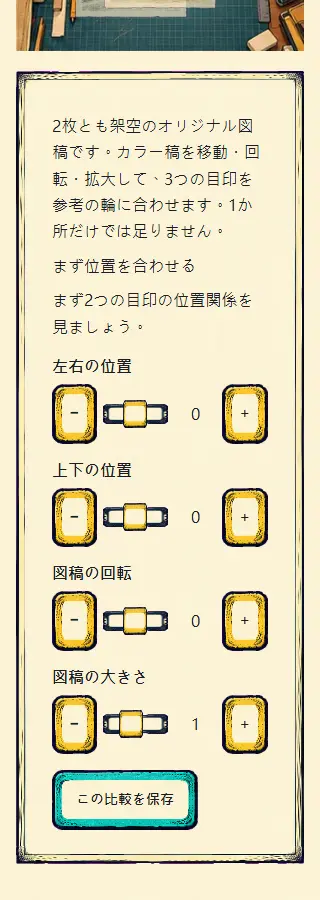 2枚とも架空のオリジナル図
稿です。カラー稿を移動・回
転・拡大して、3つの目印を
参考の輪に合わせます。1か
所だけでは足りません。
まず位置を合わせる
まず2つの目印の位置関係を
見ましょう。
左右の位置
− 0 +
上下の位置
− 0 +
図稿の回転
− 0 +
図稿の大きさ
− 1 +
この比較を保存